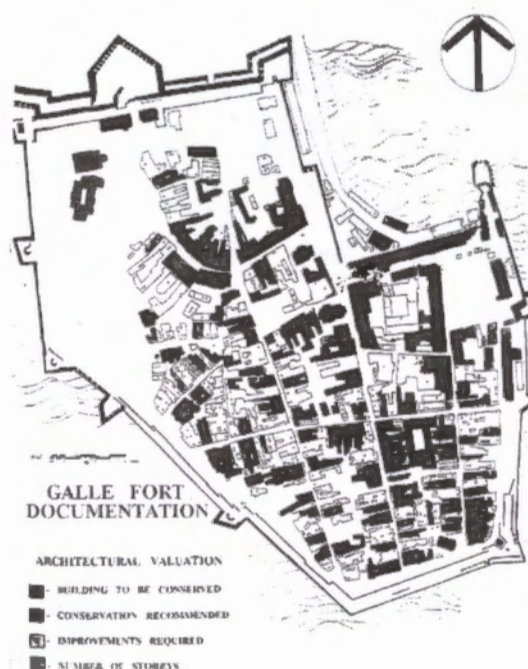 GALLE FORT
DOCUMENTATION
ARCHITECTURAL VALUATION
- BUILDING TO BE CONSERVED
- CONSERVATION RECOMMENDED
- IMPROVEMENTS REQUIRED
- NUMBER OF STOREYS